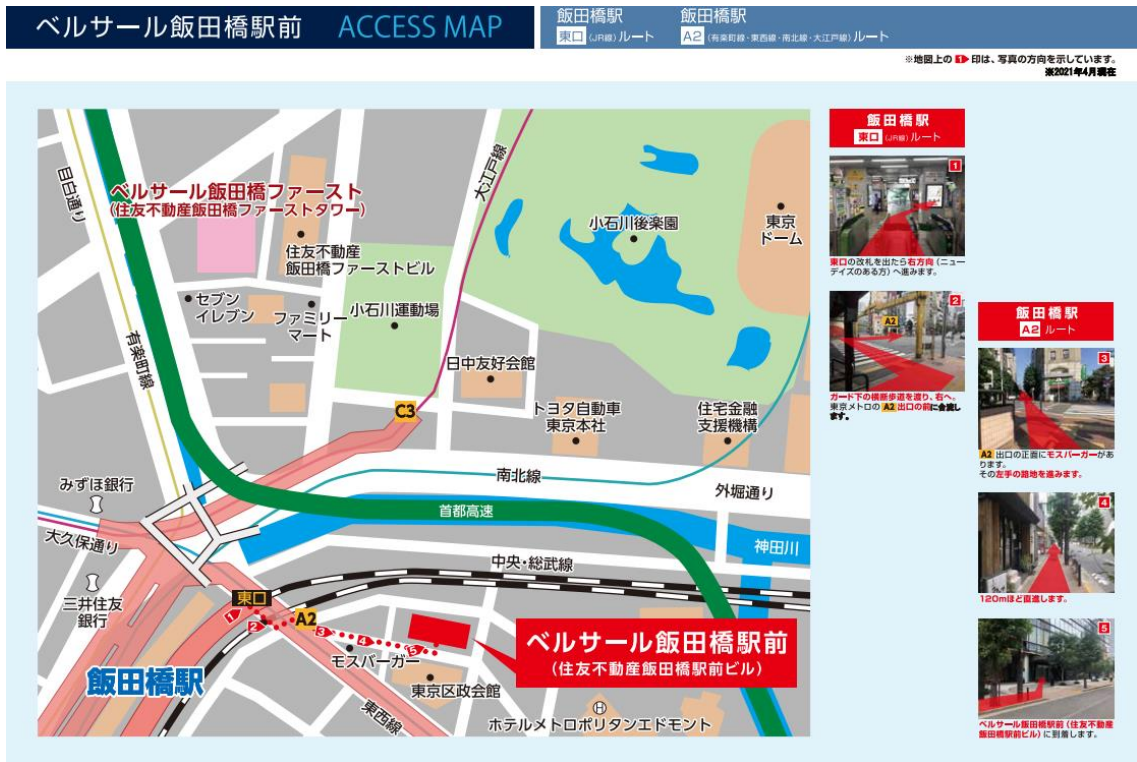 ベルサール飯田橋駅前 ACCESS MAP
飯田橋駅
東口 (JR線) ルート
飯田橋駅
A2 (有楽町線・東西線・南北線・大江戸線) ルート
※地図上の 1 印は、写真の方向を示しています。
※2021年4月現在
目白通り
ベルサール飯田橋ファースト
(住友不動産飯田橋ファーストタワー)
住友不動産
飯田橋ファーストビル
大江戸線
小石川後楽園
東京
ドーム
セブン
イレブン
ファミリー
マート
小石川運動場
有楽町線
日中友好会館
C3
トヨタ自動車
東京本社
住宅金融
支援機構
南北線
外堀通り
みずほ銀行
首都高速
大久保通り
神田川
中央・総武線
三井住友
銀行
東口
1
2
A2
3
4
5
モスバーガー
ベルサール飯田橋駅前
(住友不動産飯田橋駅前ビル)
飯田橋駅
東京区政会館
東西線
ホテルメトロポリタンエドモント
飯田橋駅
東口 (JR線) ルート
1
東口の改札を出たら右方向(ニュー
デイズのある方)へ進みます。
2
A2
ガード下の横断歩道を渡り、右へ。
東京メトロの A2 出口の前に合流し
ます。
飯田橋駅
A2 ルート
3
A2 出口の正面にモスバーガーがあ
ります。
その左手の路地を進みます。
4
120mほど直進します。
5
ベルサール飯田橋駅前(住友不動産
飯田橋駅前ビル)に到着します。